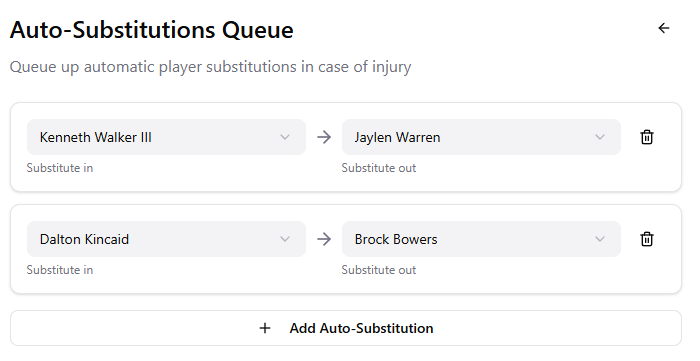 Auto-Substitutions Queue
Queue up automatic player substitutions in case of injury
Kenneth Walker III
Jaylen Warren
Substitute in
Substitute out
Dalton Kincaid
Brock Bowers
Substitute in
Substitute out
Add Auto-Substitution